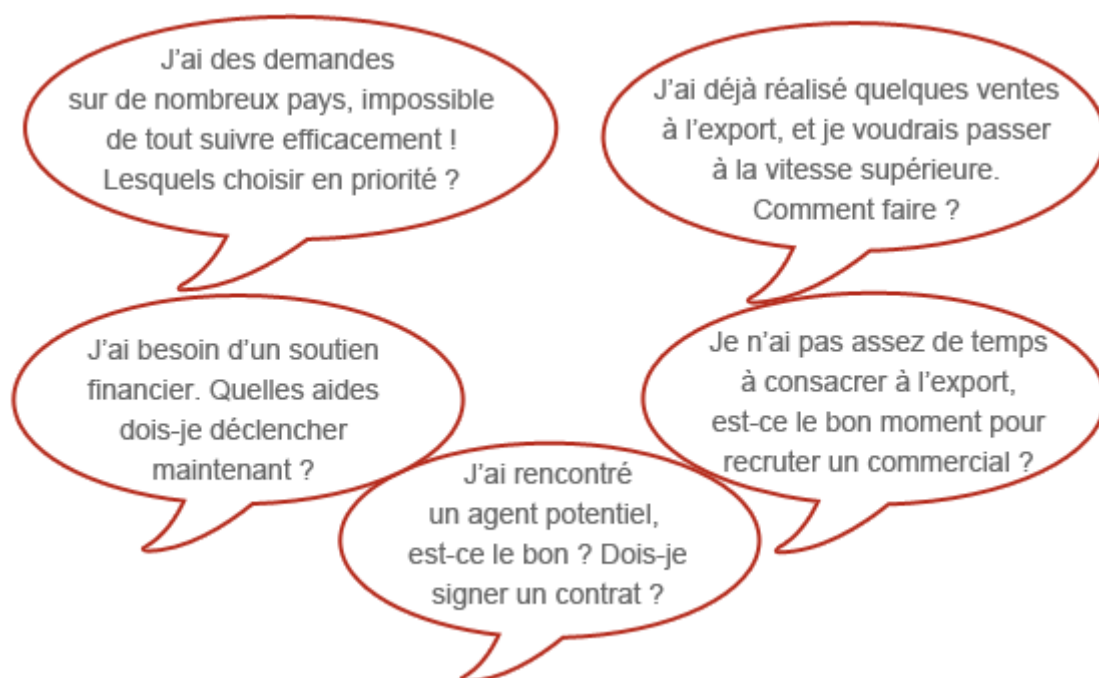 J’ai des demandes
sur de nombreux pays, impossible
de tout suivre efficacement !
Lesquels choisir en priorité ?
J’ai déjà réalisé quelques ventes
à l’export, et je voudrais passer
à la vitesse supérieure.
Comment faire ?
J’ai besoin d’un soutien
financier. Quelles aides
dois-je déclencher
maintenant ?
Je n’ai pas assez de temps
à consacrer à l’export,
est-ce le bon moment pour
recruter un commercial ?
J’ai rencontré
un agent potentiel,
est-ce le bon ? Dois-je
signer un contrat ?